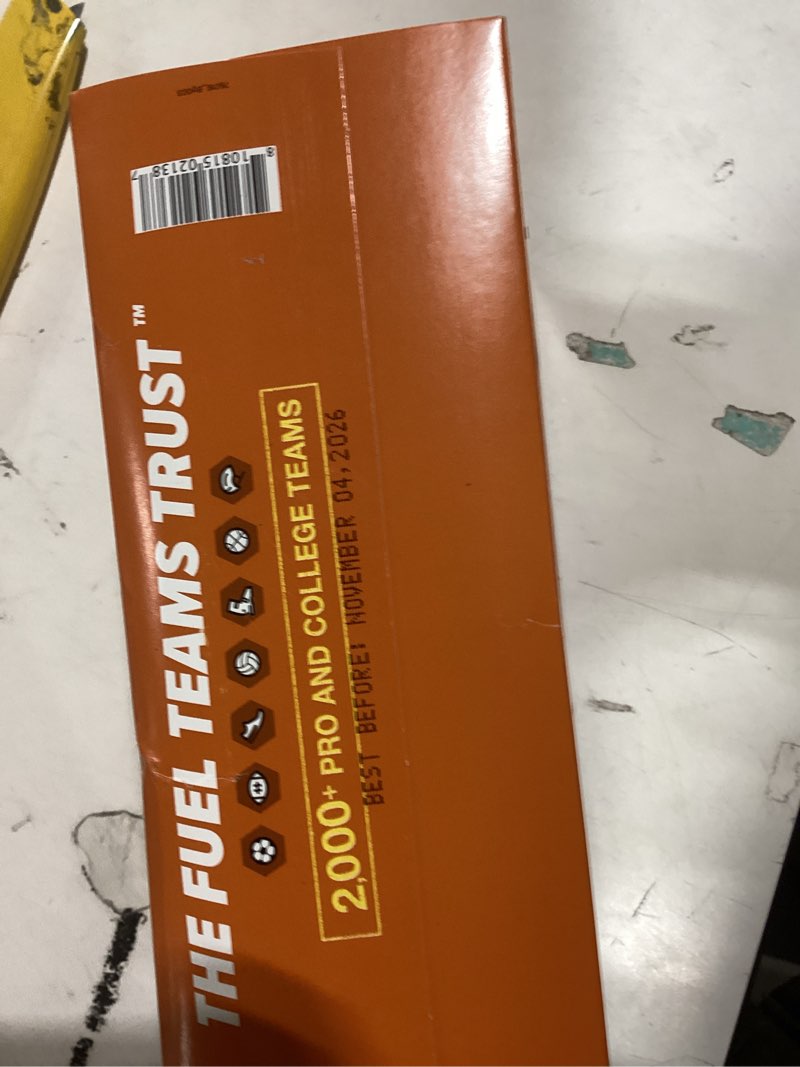 8 10815 02138 7
THE FUEL TEAMS TRUST™
2,000+ PRO AND COLLEGE TEAMS
BEST BEFORE: NOVEMBER 04, 2026